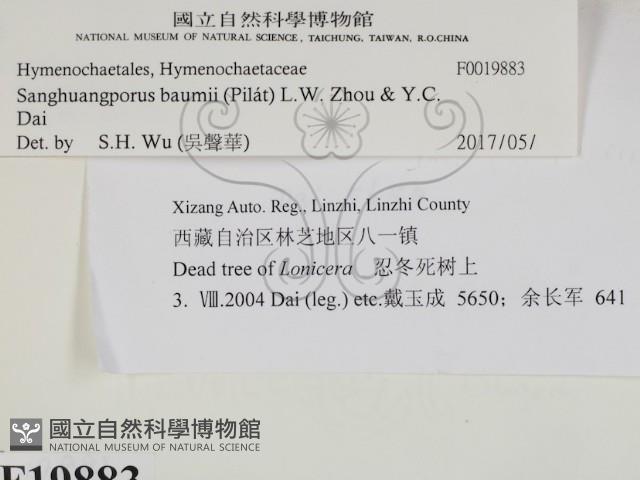 國立自然科學博物館
NATIONAL MUSEUM OF NATURAL SCIENCE, TAICHUNG, TAIWAN, R.O.CHINA
Hymenochaetales, Hymenochaetaceae F0019883
Sanghuangporus baumii (Pilát) L.W. Zhou & Y.C.
Dai
Det. by S.H. Wu (吳聲華) 2017/05/
Xizang Auto. Reg., Linzhi, Linzhi County
西藏自治区林芝地区八一镇
Dead tree of Lonicera 忍冬死树上
3. Ⅷ.2004 Dai (leg.) etc.戴玉成 5650; 余长军 641
國立自然科學博物館
NATIONAL MUSEUM OF NATURAL SCIENCE
F19883